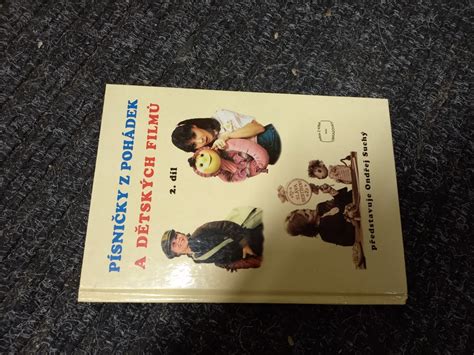 PÍSNIČKY Z POHÁDEK
A DĚTSKÝCH FILMŮ
2. díl
představuje Ondřej Suchý